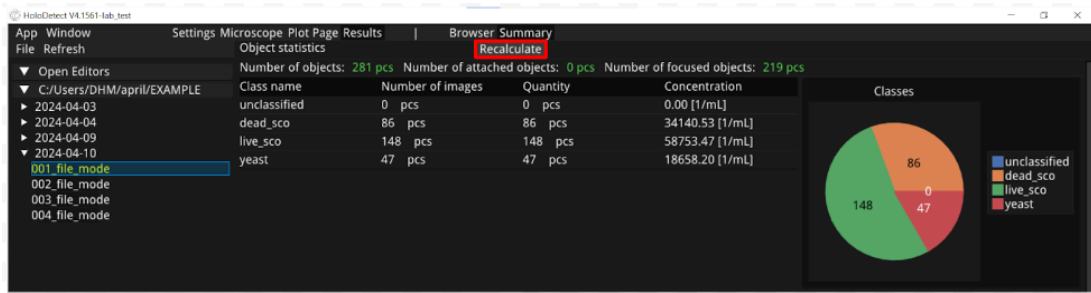 HoloDetect V4.1561-lab_test
App Window Settings Microscope Plot Page Results | Browser Summary
File Refresh Object statistics Recalculate
Number of objects: 281 pcs Number of attached objects: 0 pcs Number of focused objects: 219 pcs
▼ Open Editors
▼ C:/Users/DHM/april/EXAMPLE
► 2024-04-03
► 2024-04-04
► 2024-04-09
▼ 2024-04-10
001_file_mode
002_file_mode
003_file_mode
004_file_mode
Class name Number of images Quantity Concentration
unclassified 0 pcs 0 pcs 0.00 [1/mL]
dead_sco 86 pcs 86 pcs 34140.53 [1/mL]
live_sco 148 pcs 148 pcs 58753.47 [1/mL]
yeast 47 pcs 47 pcs 18658.20 [1/mL]
Classes
86
0
148
47
unclassified
dead_sco
live_sco
yeast